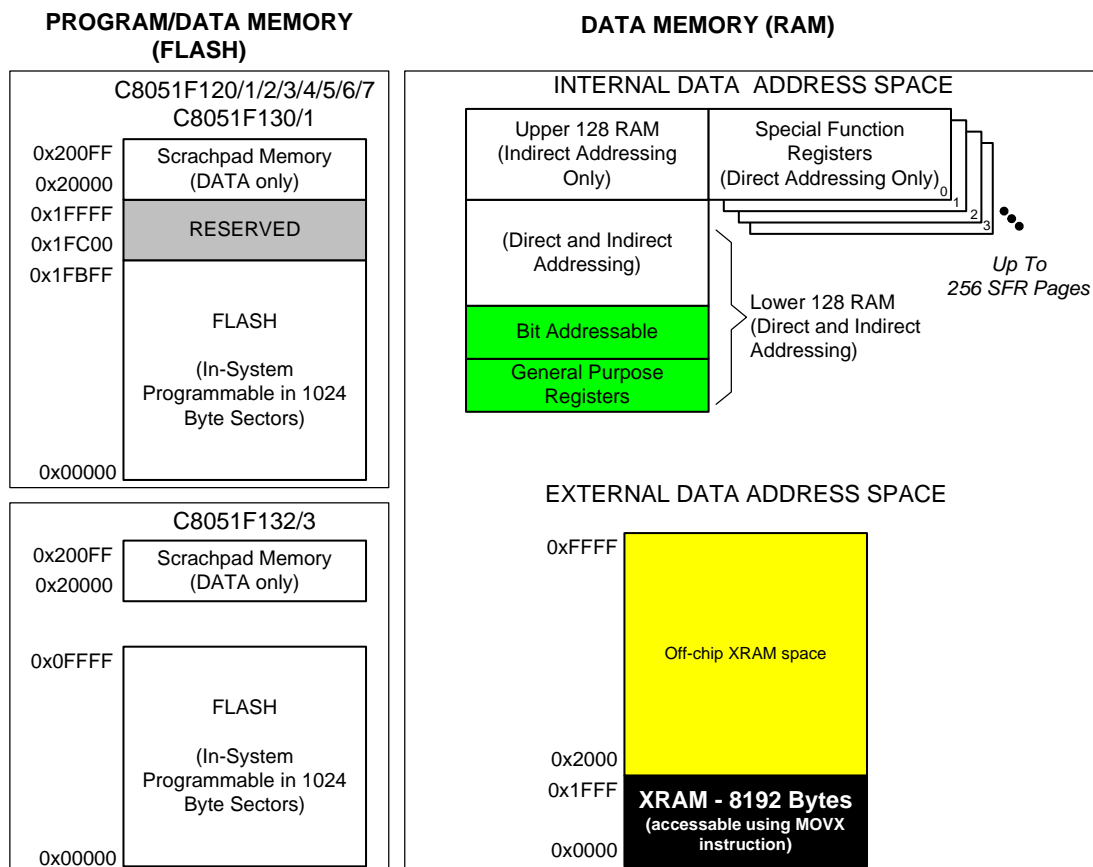 PROGRAM/DATA MEMORY
(FLASH)
C8051F120/1/2/3/4/5/6/7
C8051F130/1
0x200FF
Scrachpad Memory
0x20000
(DATA only)
0x1FFFF
RESERVED
0x1FC00
0x1FBFF
FLASH
(In-System
Programmable in 1024
Byte Sectors)
0x00000
C8051F132/3
0x200FF
Scrachpad Memory
0x20000
(DATA only)
0x0FFFF
FLASH
(In-System
Programmable in 1024
Byte Sectors)
0x00000
DATA MEMORY (RAM)
INTERNAL DATA ADDRESS SPACE
Upper 128 RAM
(Indirect Addressing
Only)
Special Function
Registers
(Direct Addressing Only)
0
1
2
3
Up To
256 SFR Pages
(Direct and Indirect
Addressing)
Bit Addressable
General Purpose
Registers
Lower 128 RAM
(Direct and Indirect
Addressing)
EXTERNAL DATA ADDRESS SPACE
0xFFFF
Off-chip XRAM space
0x2000
0x1FFF
XRAM - 8192 Bytes
(accessable using MOVX
instruction)
0x0000